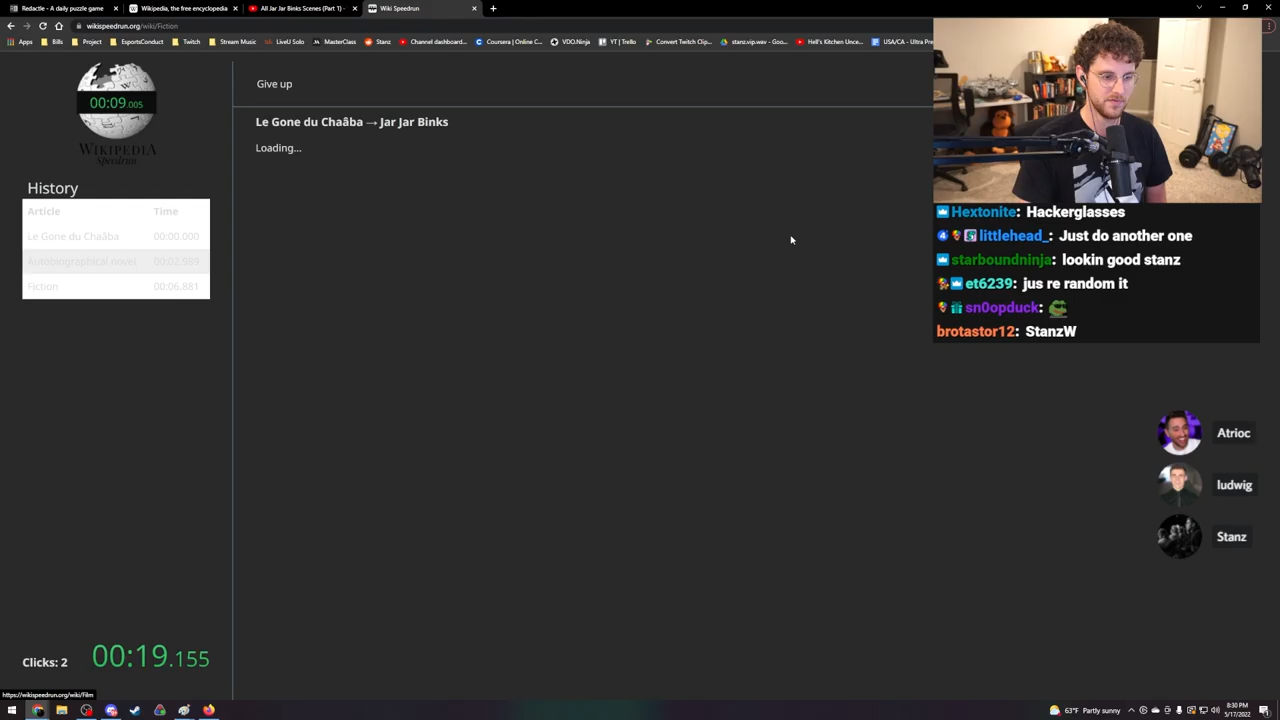 Redactle - A daily puzzle game
Wikipedia, the free encyclopedia
All Jar Jar Binks Scenes (Part 1) -
Wiki Speedrun
wikispeedrun.org/wiki/Fiction
Apps
Bills
Project
EsportsConduct
Twitch
Stream Music
LiveU Solo
MasterClass
Stanz
Channel dashboard...
Coursera | Online C...
VDO.Ninja
YT | Trello
Convert Twitch Clip...
stanz.vip.wav - Goo...
Hell's Kitchen Unce...
USA/CA - Ultra Pre
00:09.005
WIKIPEDIA
Speedrun
Give up
Le Gone du Chaâba → Jar Jar Binks
Loading...
History
Article Time
Le Gone du Chaâba 00:00.000
Autobiographical novel 00:02.989
Fiction 00:06.881
Hextonite: Hackerglasses
4 littlehead_: Just do another one
starboundninja: lookin good stanz
et6239: jus re random it
sn0opduck:
brotastor12: StanzW
Atrioc
ludwig
Stanz
Clicks: 2
00:19.155
https://wikispeedrun.org/wiki/Film
63°F Partly sunny
8:30 PM
5/17/2022